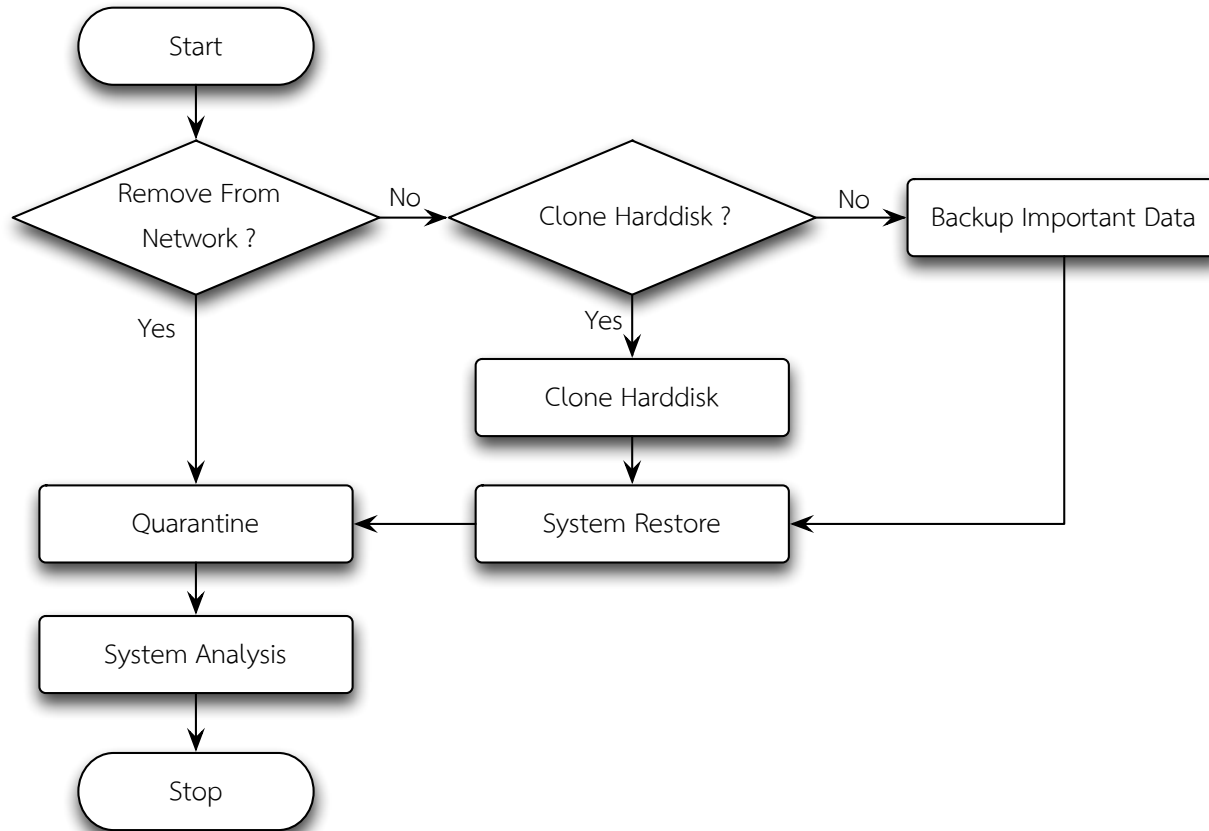 Start
Remove From
Network ?
No
Clone Harddisk ?
No
Backup Important Data
Yes
Yes
Clone Harddisk
Quarantine
System Restore
System Analysis
Stop